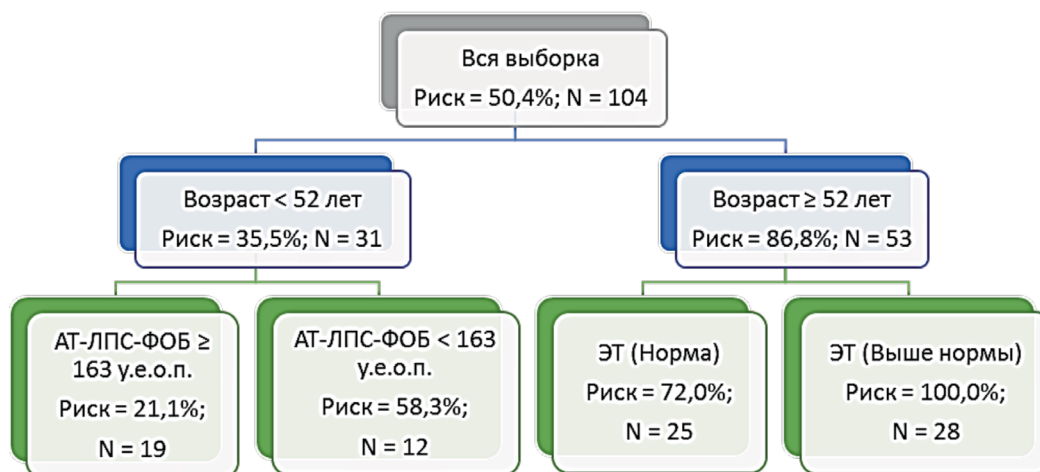 Вся выборка
Риск = 50,4%; N = 104
Возраст < 52 лет
Риск = 35,5%; N = 31
Возраст ≥ 52 лет
Риск = 86,8%; N = 53
АТ-ЛПС-ФОБ ≥
163 у.е.о.п.
Риск = 21,1%;
N = 19
АТ-ЛПС-ФОБ < 163
у.е.о.п.
Риск = 58,3%;
N = 12
ЭТ (Норма)
Риск = 72,0%;
N = 25
ЭТ (Выше нормы)
Риск = 100,0%;
N = 28